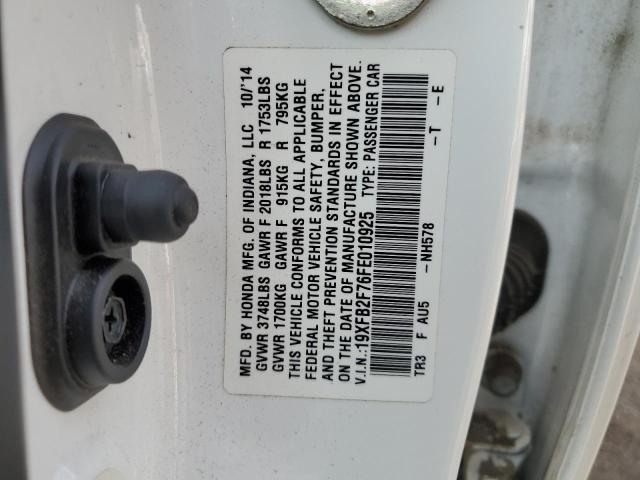 MFD. BY HONDA MFG. OF INDIANA, LLC 10/'14
GVWR 3748LBS GAWR F 2018LBS R 1753LBS
GVWR 1700KG GAWR F 915KG R 795KG
THIS VEHICLE CONFORMS TO ALL APPLICABLE
FEDERAL MOTOR VEHICLE SAFETY, BUMPER,
AND THEFT PREVENTION STANDARDS IN EFFECT
ON THE DATE OF MANUFACTURE SHOWN ABOVE.
V.I.N.:19XFB2F76FE010925 TYPE: PASSENGER CAR
TR3 F AU5 -NH578 -T -E